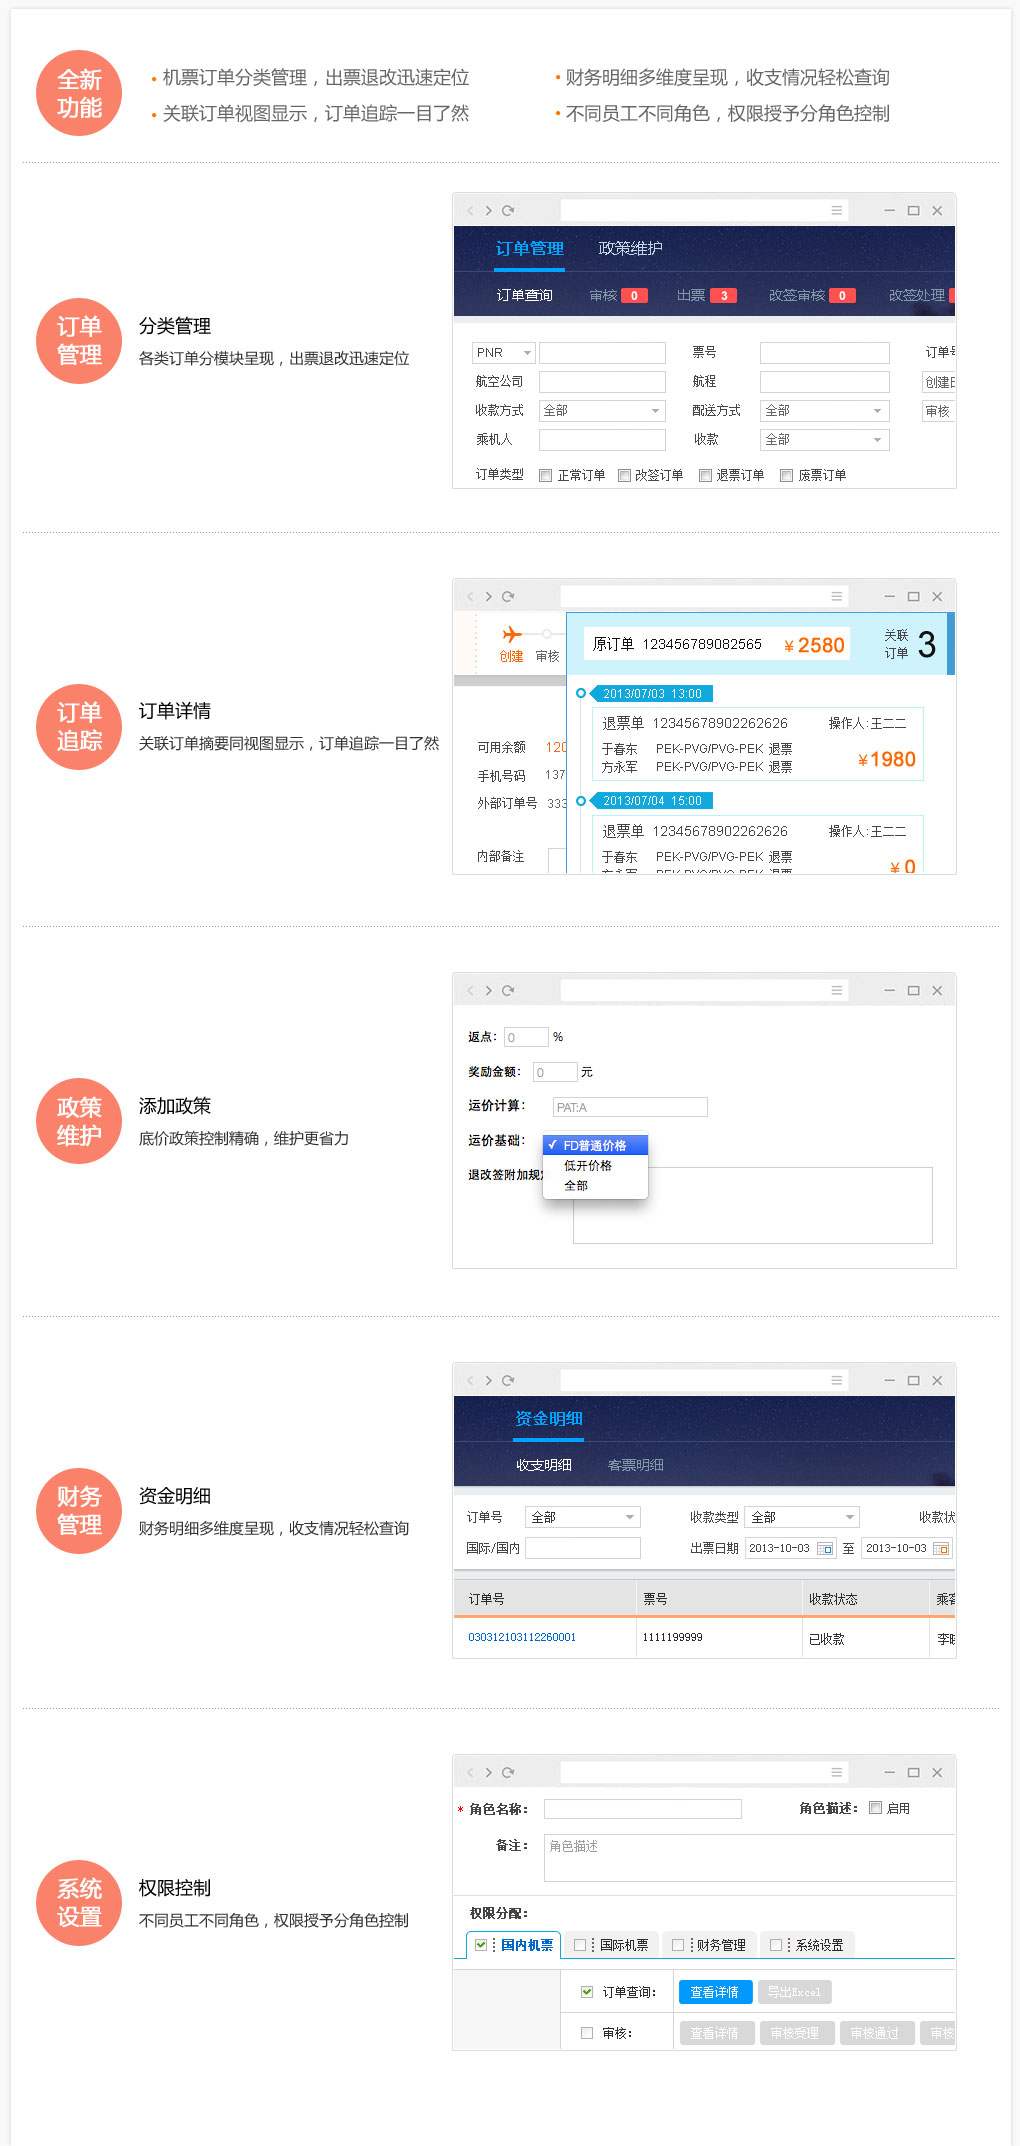 全新
功能
• 机票订单分类管理，出票退改迅速定位
• 财务明细多维度呈现，收支情况轻松查询
• 关联订单视图显示，订单追踪一目了然
• 不同员工不同角色，权限授予分角色控制
订单管理 政策维护
订单查询 审核 0 出票 3 改签审核 0 改签处理
订单
管理
分类管理
各类订单分模块呈现，出票退改迅速定位
PNR 票号 订单号
航空公司 航程 创建日
收款方式 全部 配送方式 全部 审核
乘机人 收款 全部
订单类型 正常订单 改签订单 退票订单 废票订单
订单
追踪
订单详情
关联订单摘要同视图显示，订单追踪一目了然
创建 审核
原订单 123456789082565 ¥2580
关联
订单 3
2013/07/03 13:00
退票单 12345678902262626 操作人:王二二
于春东 PEK-PVG/PVG-PEK 退票
方永军 PEK-PVG/PVG-PEK 退票
¥1980
可用余额 120
手机号码 137
外部订单号 333
内部备注
2013/07/04 15:00
退票单 12345678902262626 操作人:王二二
于春东 PEK-PVG/PVG-PEK 退票
方永军 PEK-PVG/PVG-PEK 退票
¥0
政策
维护
添加政策
底价政策控制精确，维护更省力
返点: 0 %
奖励金额: 0 元
运价计算: PAT:A
运价基础: ✓ FD普通价格
低开价格
全部
退改签附加规定
财务
管理
资金明细
财务明细多维度呈现，收支情况轻松查询
资金明细
收支明细 客票明细
订单号 全部 收款类型 全部 收款状
国际/国内 出票日期 2013-10-03 至 2013-10-03
订单号 票号 收款状态 乘客
030312103112260001 1111199999 已收款 李晓
系统
设置
权限控制
不同员工不同角色，权限授予分角色控制
* 角色名称: 角色描述: 启用
备注: 角色描述
权限分配:
国内机票 国际机票 财务管理 系统设置
订单查询: 查看详情 导出Excel
审核: 查看详情 审核受理 审核通过 审核